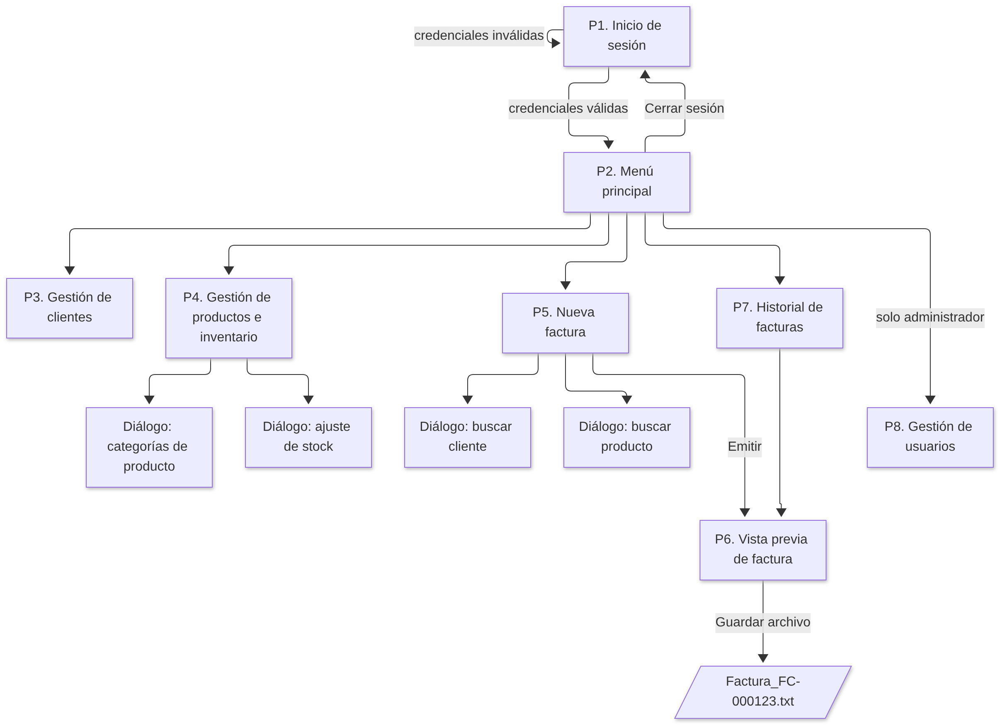 P1. Inicio de
sesión
credenciales inválidas
credenciales válidas
Cerrar sesión
P2. Menú
principal
P3. Gestión de
clientes
P4. Gestión de
productos e
inventario
P5. Nueva
factura
P7. Historial de
facturas
solo administrador
Diálogo:
categorías de
producto
Diálogo: ajuste
de stock
Diálogo: buscar
cliente
Diálogo: buscar
producto
Emitir
P8. Gestión de
usuarios
P6. Vista previa
de factura
Guardar archivo
Factura_FC-
000123.txt